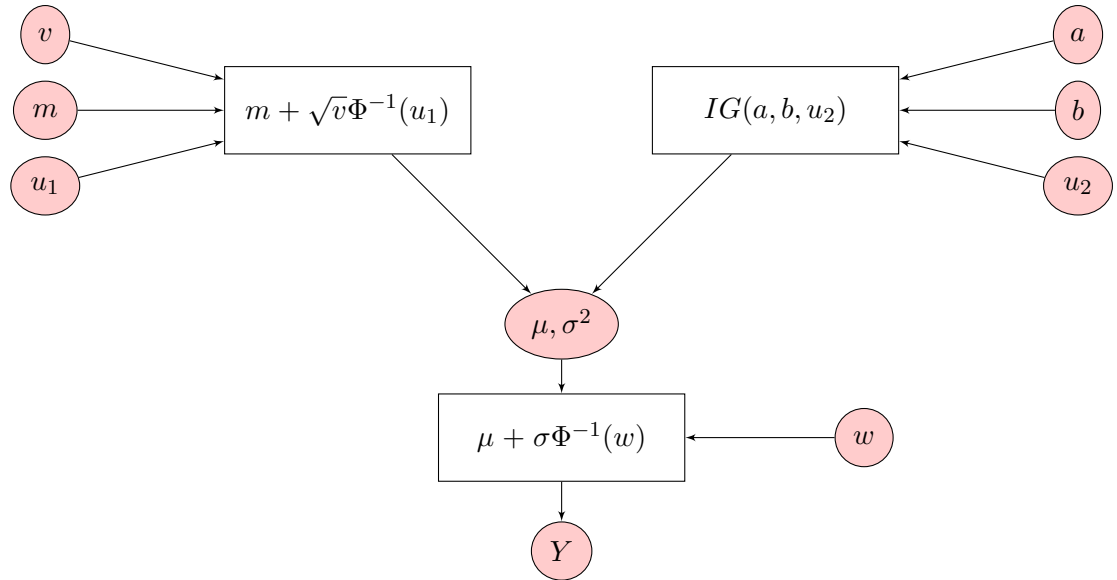 v
a
m
m + √vΦ⁻¹(u₁)
IG(a, b, u₂)
b
u₁
u₂
μ, σ²
μ + σΦ⁻¹(w)
w
Y